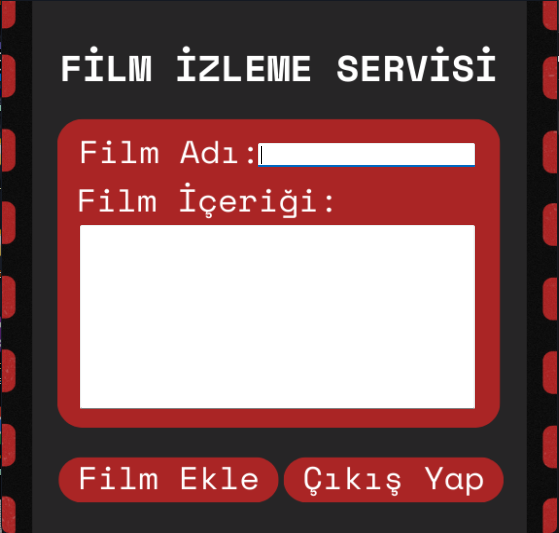 FİLM İZLEME SERVİSİ
Film Adı:
Film İçeriği:
Film Ekle
Çıkış Yap